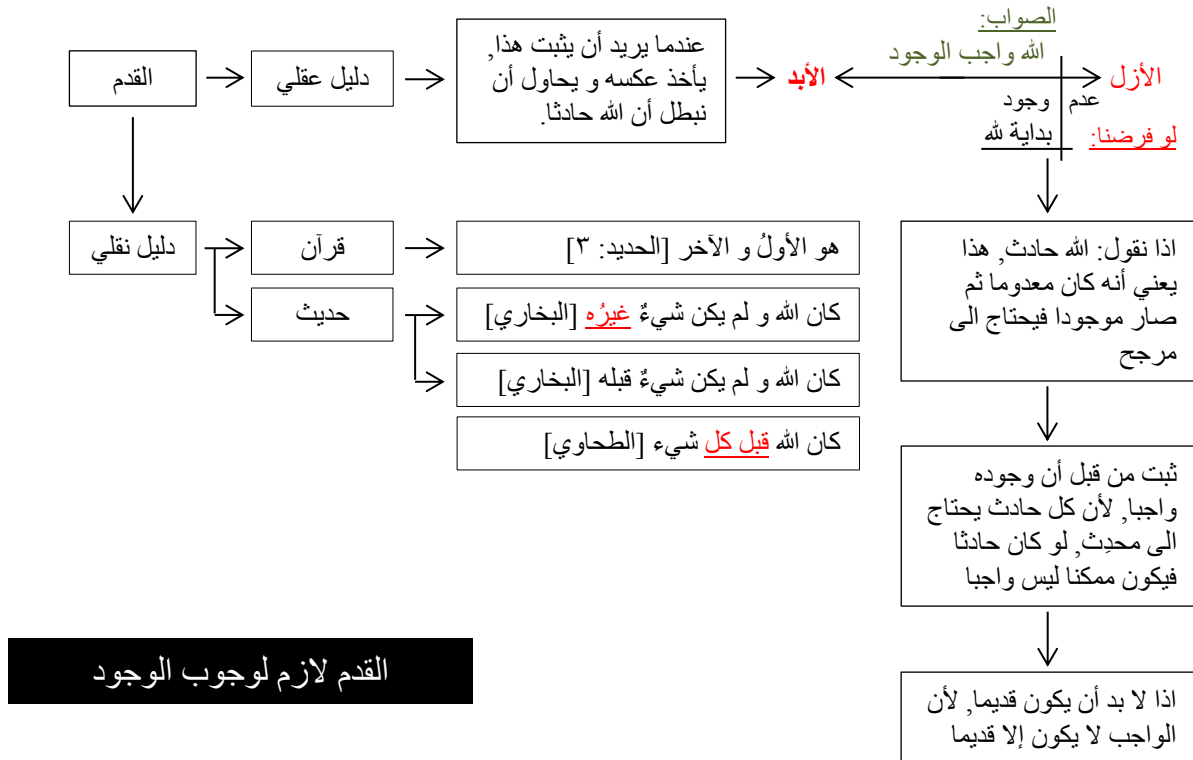 الصواب:
الله واجب الوجود
الأزل
الأبد
عدم
وجود
لو فرضنا:
بداية لله
عندما يريد أن يثبت هذا,
يأخذ عكسه و يحاول أن
نبطل أن الله حادثا.
دليل عقلي
القدم
دليل نقلي
قرآن
هو الأولُ و الآخر [الحديد: ٣]
حديث
كان الله و لم يكن شيءٌ غيرُه [البخاري]
كان الله و لم يكن شيءٌ قبله [البخاري]
كان الله قبل كل شيء [الطحاوي]
اذا نقول: الله حادث, هذا
يعني أنه كان معدوما ثم
صار موجودا فيحتاج الى
مرجح
ثبت من قبل أن وجوده
واجبا, لأن كل حادث يحتاج
الى محدِث, لو كان حادثا
فيكون ممكنا ليس واجبا
اذا لا بد أن يكون قديما, لأن
الواجب لا يكون إلا قديما
القدم لازم لوجوب الوجود